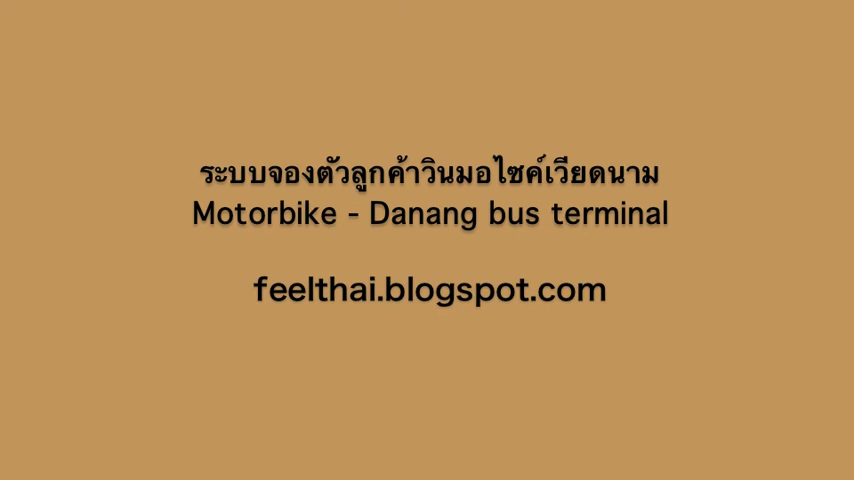 ระบบจองตัวลูกค้าวินมอไซค์เวียดนาม
Motorbike - Danang bus terminal
feelthai.blogspot.com